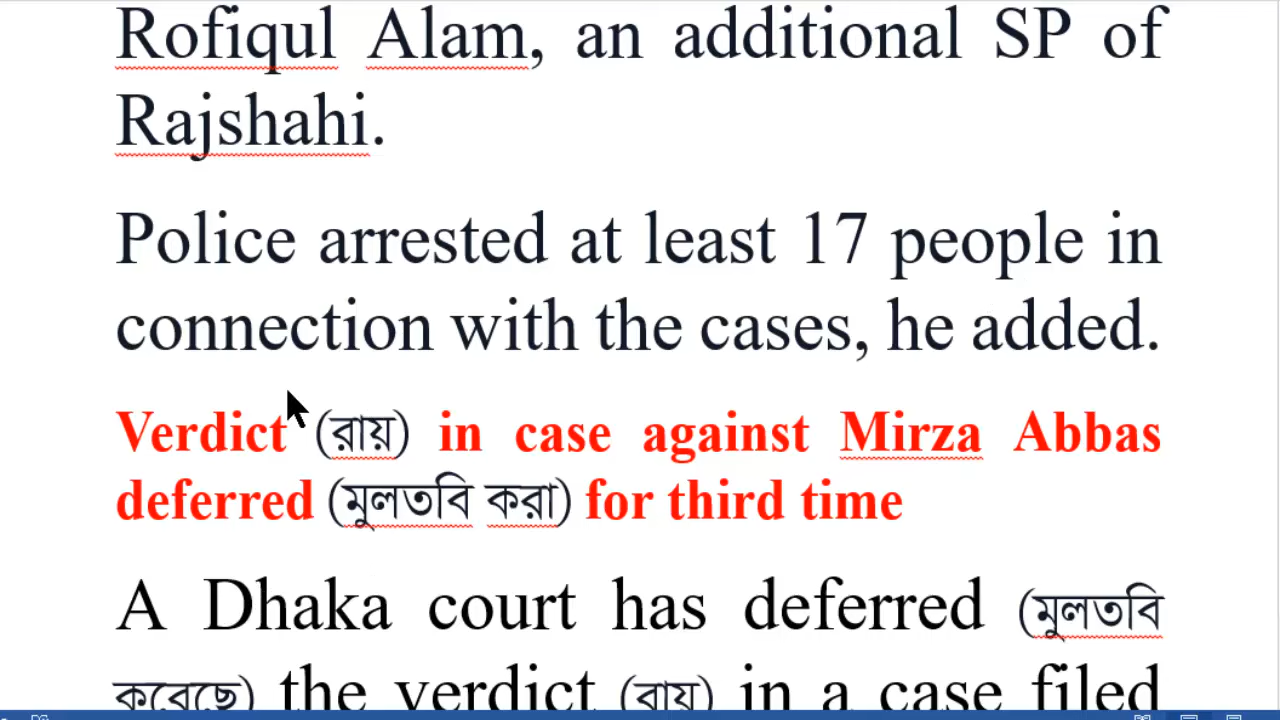 Rofiqul Alam, an additional SP of
Rajshahi.
Police arrested at least 17 people in
connection with the cases, he added.
Verdict (রায়) in case against Mirza Abbas
deferred (মুলতবি করা) for third time
A Dhaka court has deferred (মুলতবি
করেছে) the verdict (রায়) in a case filed